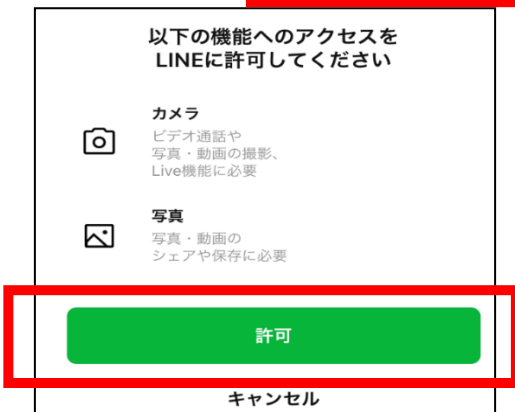 以下の機能へのアクセスを
LINEに許可してください
カメラ
ビデオ通話や
写真・動画の撮影、
Live機能に必要
写真
写真・動画の
シェアや保存に必要
許可
キャンセル